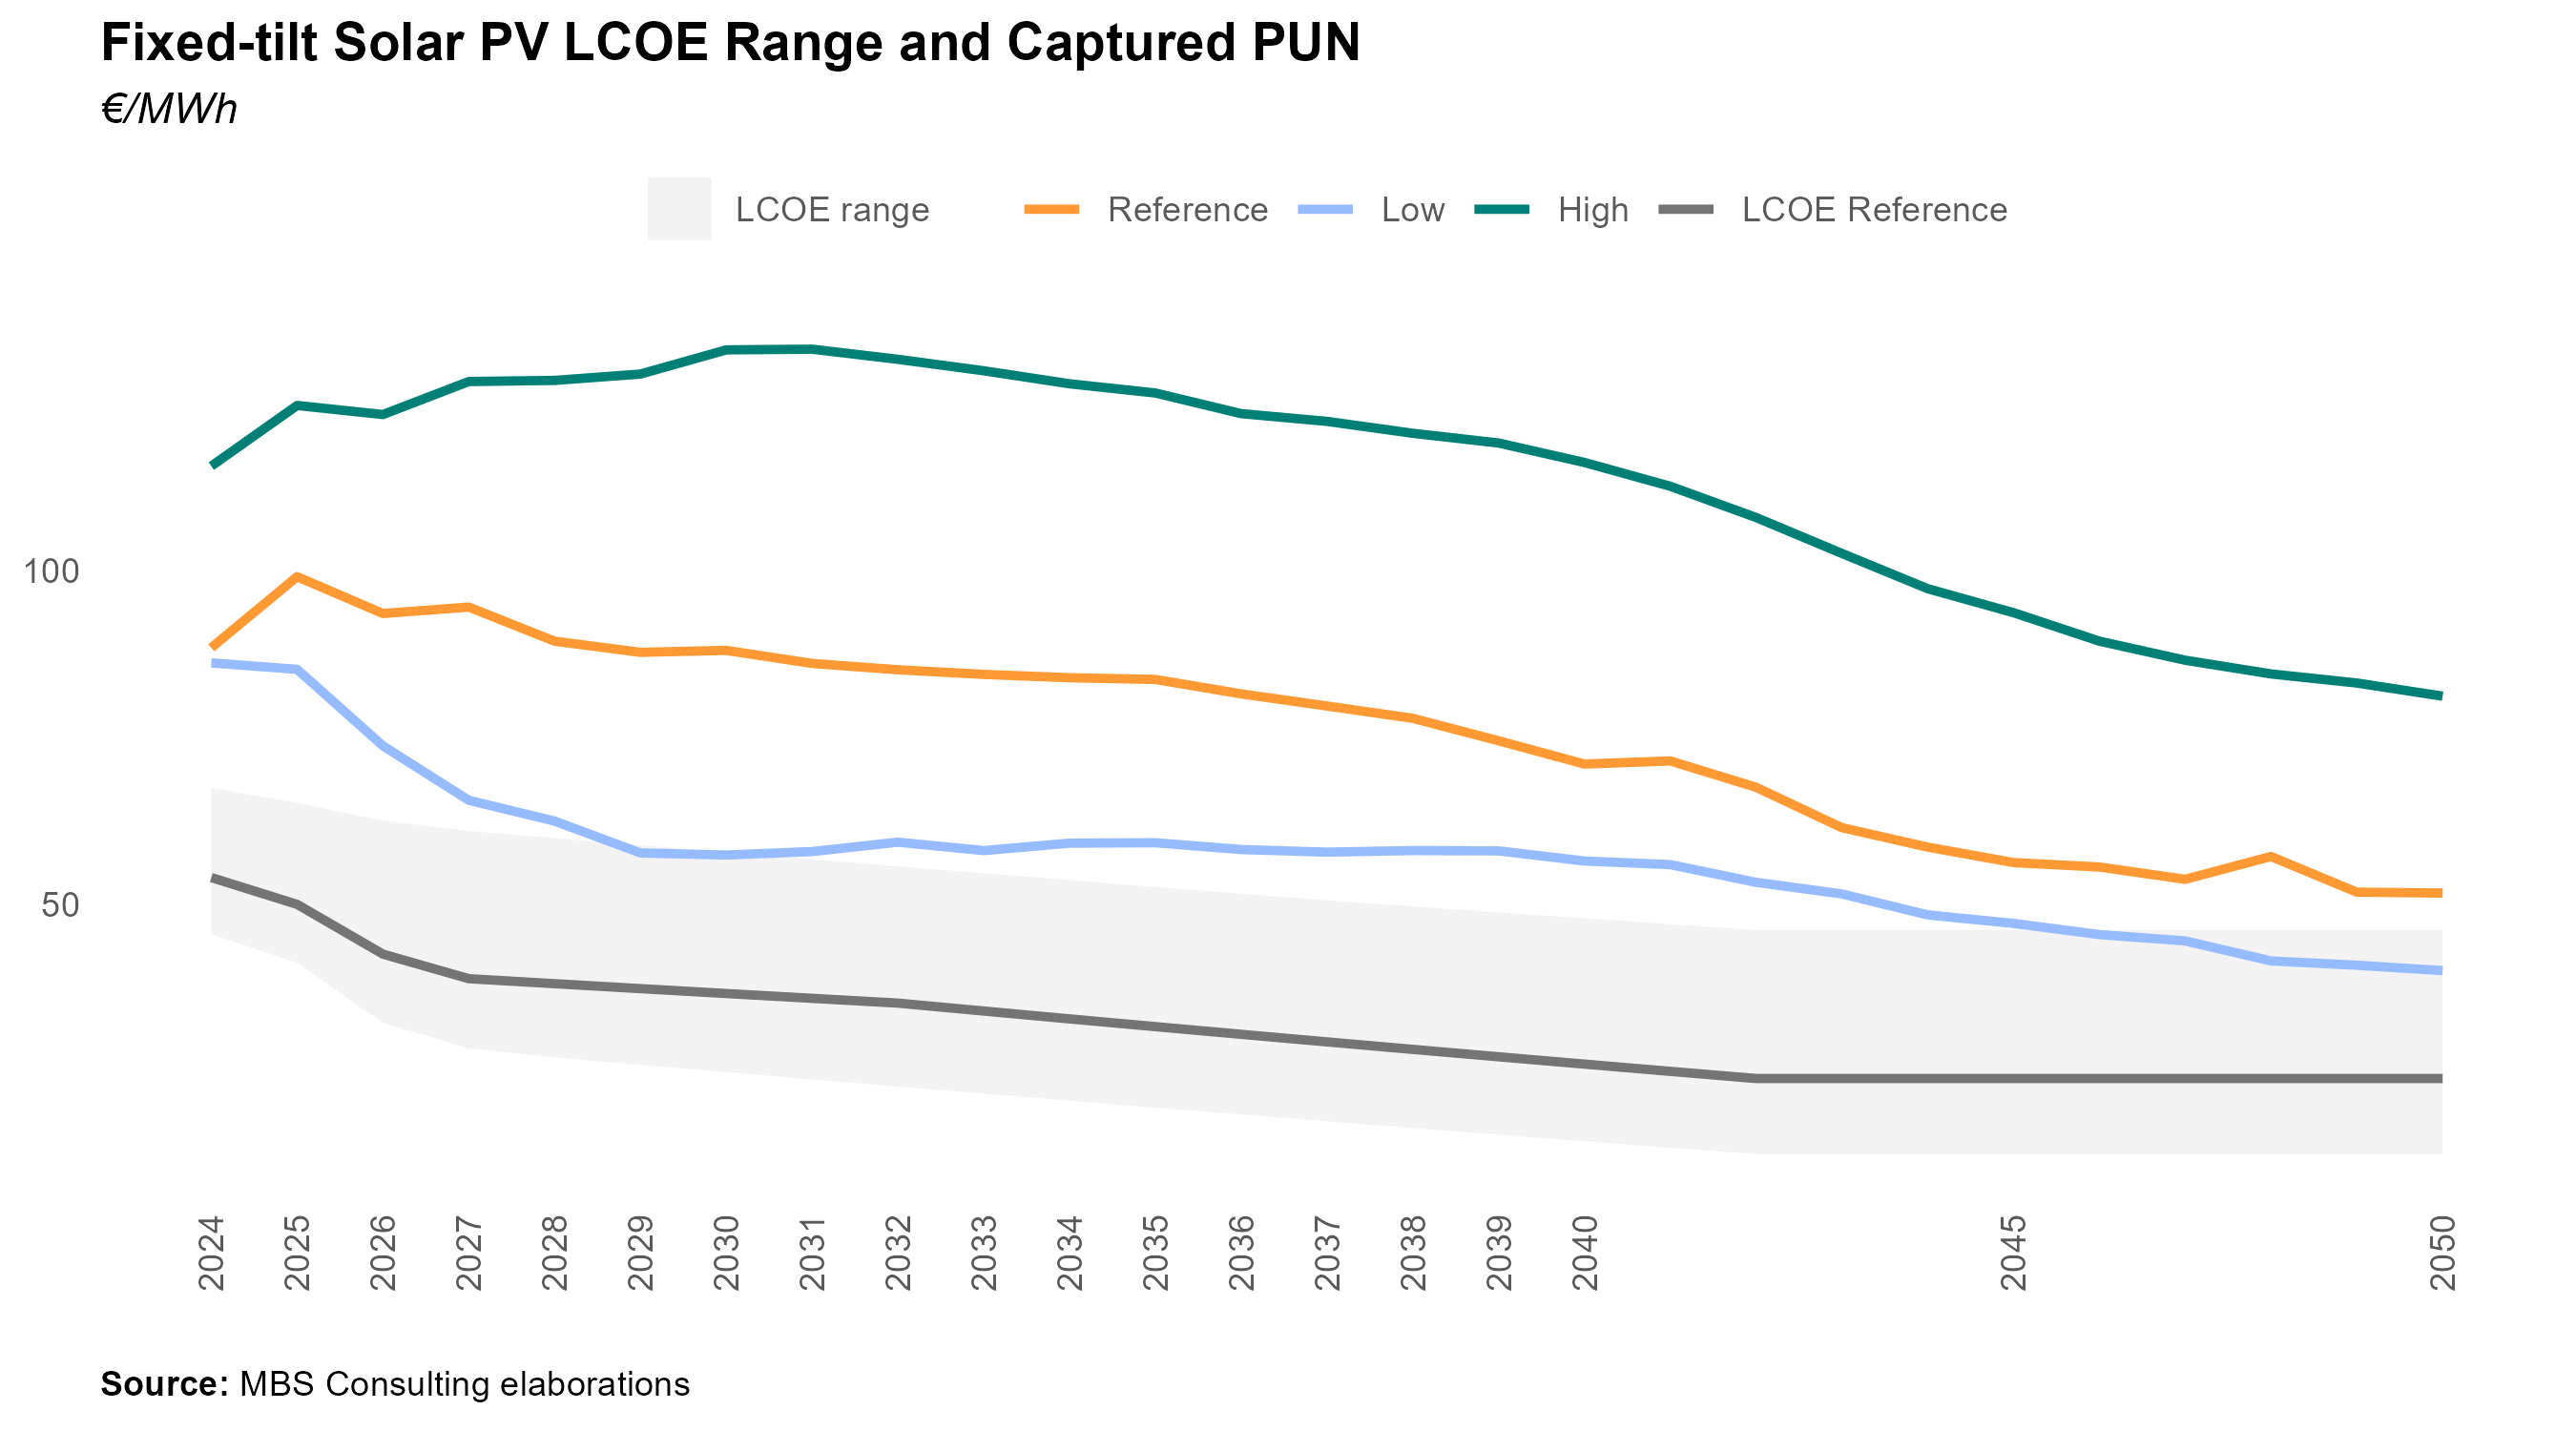 Fixed-tilt Solar PV LCOE Range and Captured PUN
€/MWh
LCOE range Reference Low High LCOE Reference
100
50
2024 2025 2026 2027 2028 2029 2030 2031 2032 2033 2034 2035 2036 2037 2038 2039 2040 2045 2050
Source: MBS Consulting elaborations